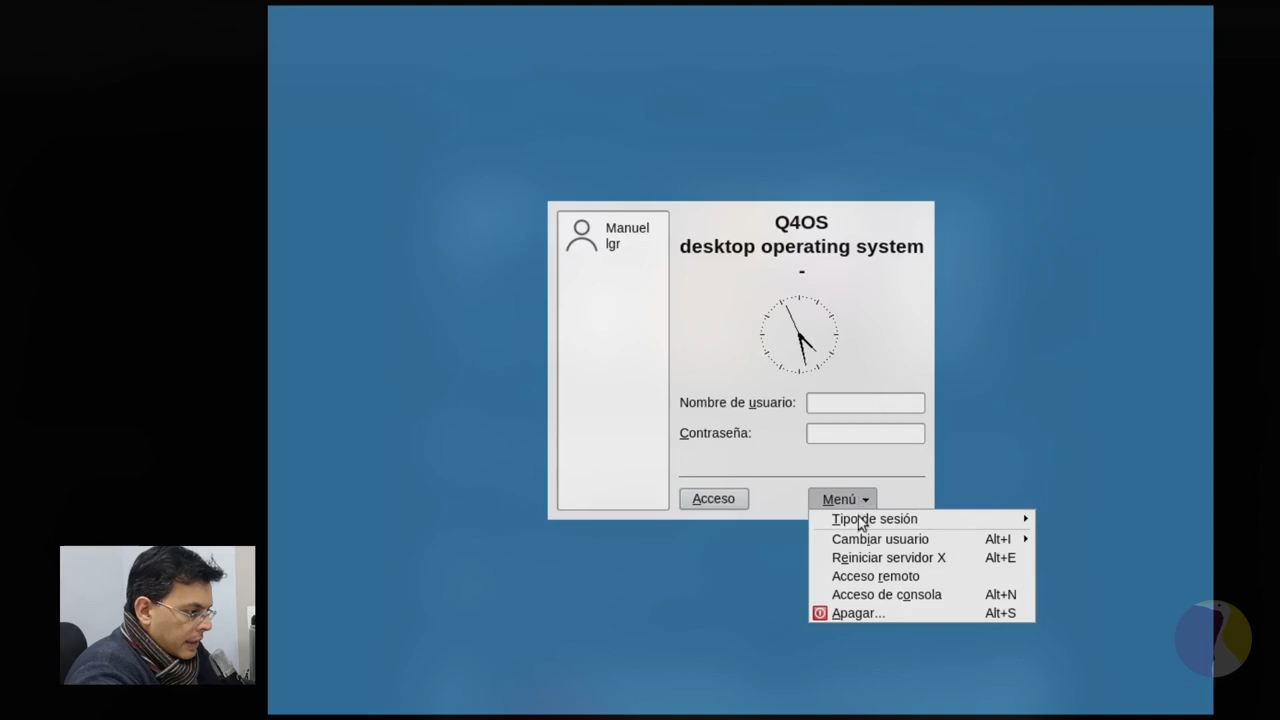 Manuel
lgr
Q4OS
desktop operating system
-
Nombre de usuario:
Contraseña:
Acceso
Menú
Tipo de sesión
Cambiar usuario Alt+I
Reiniciar servidor X Alt+E
Acceso remoto
Acceso de consola Alt+N
Apagar... Alt+S